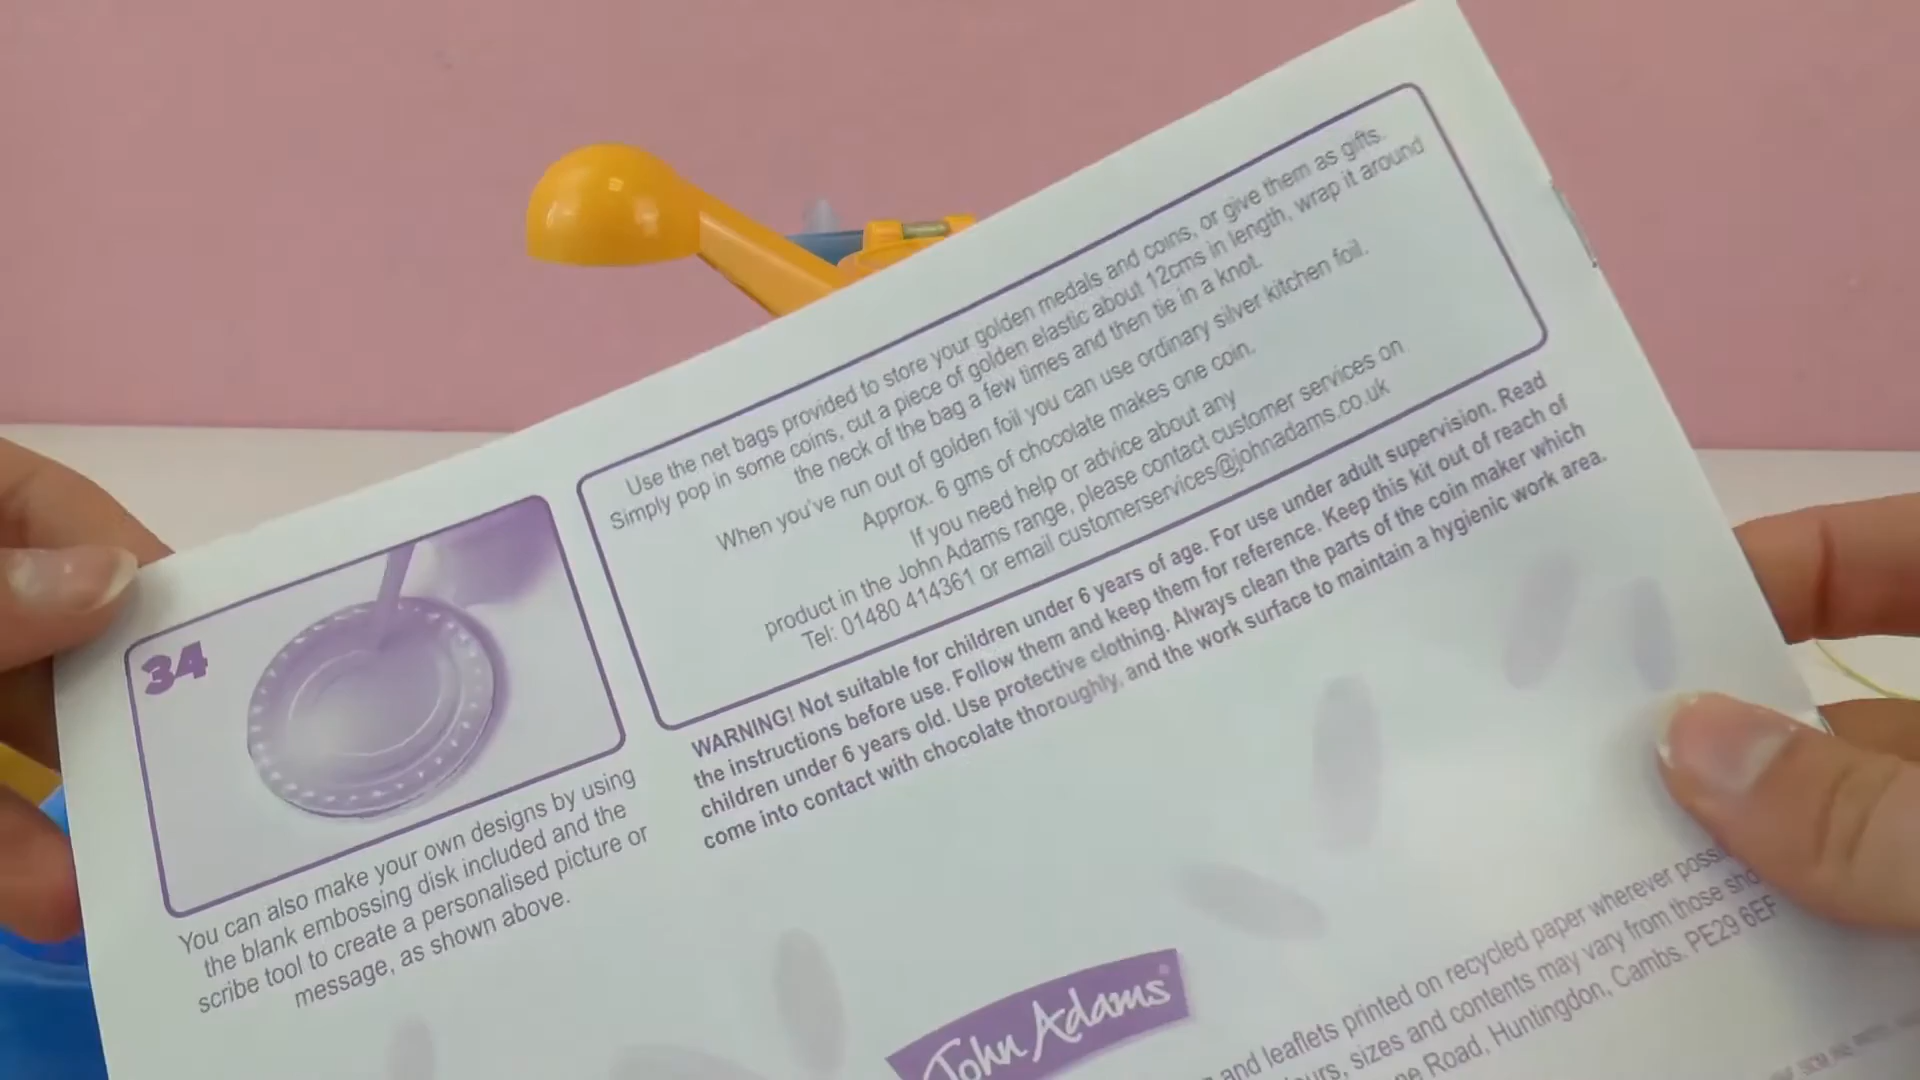 34
You can also make your own designs by using
the blank embossing disk included and the
scribe tool to create a personalised picture or
message, as shown above.
Use the net bags provided to store your golden medals and coins, or give them as gifts.
Simply pop in some coins, cut a piece of golden elastic about 12cms in length, wrap it around
the neck of the bag a few times and then tie in a knot.
When you've run out of golden foil you can use ordinary silver kitchen foil.
Approx. 6 gms of chocolate makes one coin.
If you need help or advice about any
product in the John Adams range, please contact customer services on
Tel: 01480 414361 or email customerservices@johnadams.co.uk
WARNING! Not suitable for children under 6 years of age. For use under adult supervision. Read
the instructions before use. Follow them and keep them for reference. Keep this kit out of reach of
children under 6 years old. Use protective clothing. Always clean the parts of the coin maker which
come into contact with chocolate thoroughly, and the work surface to maintain a hygienic work area.
John Adams
and leaflets printed on recycled paper wherever
sizes and contents may vary from those
Road, Huntingdon, Cambs. PE29 6EF